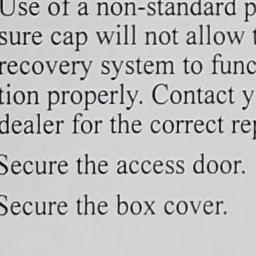 Use of a non-standard p
sure cap will not allow t
recovery system to func
tion properly. Contact y
dealer for the correct rep
Secure the access door.
Secure the box cover.